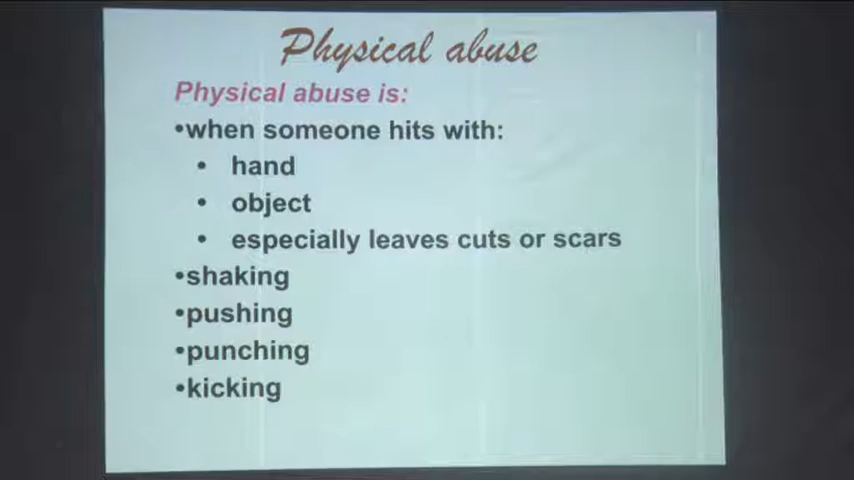 Physical abuse
Physical abuse is:
•when someone hits with:
• hand
• object
• especially leaves cuts or scars
•shaking
•pushing
•punching
•kicking